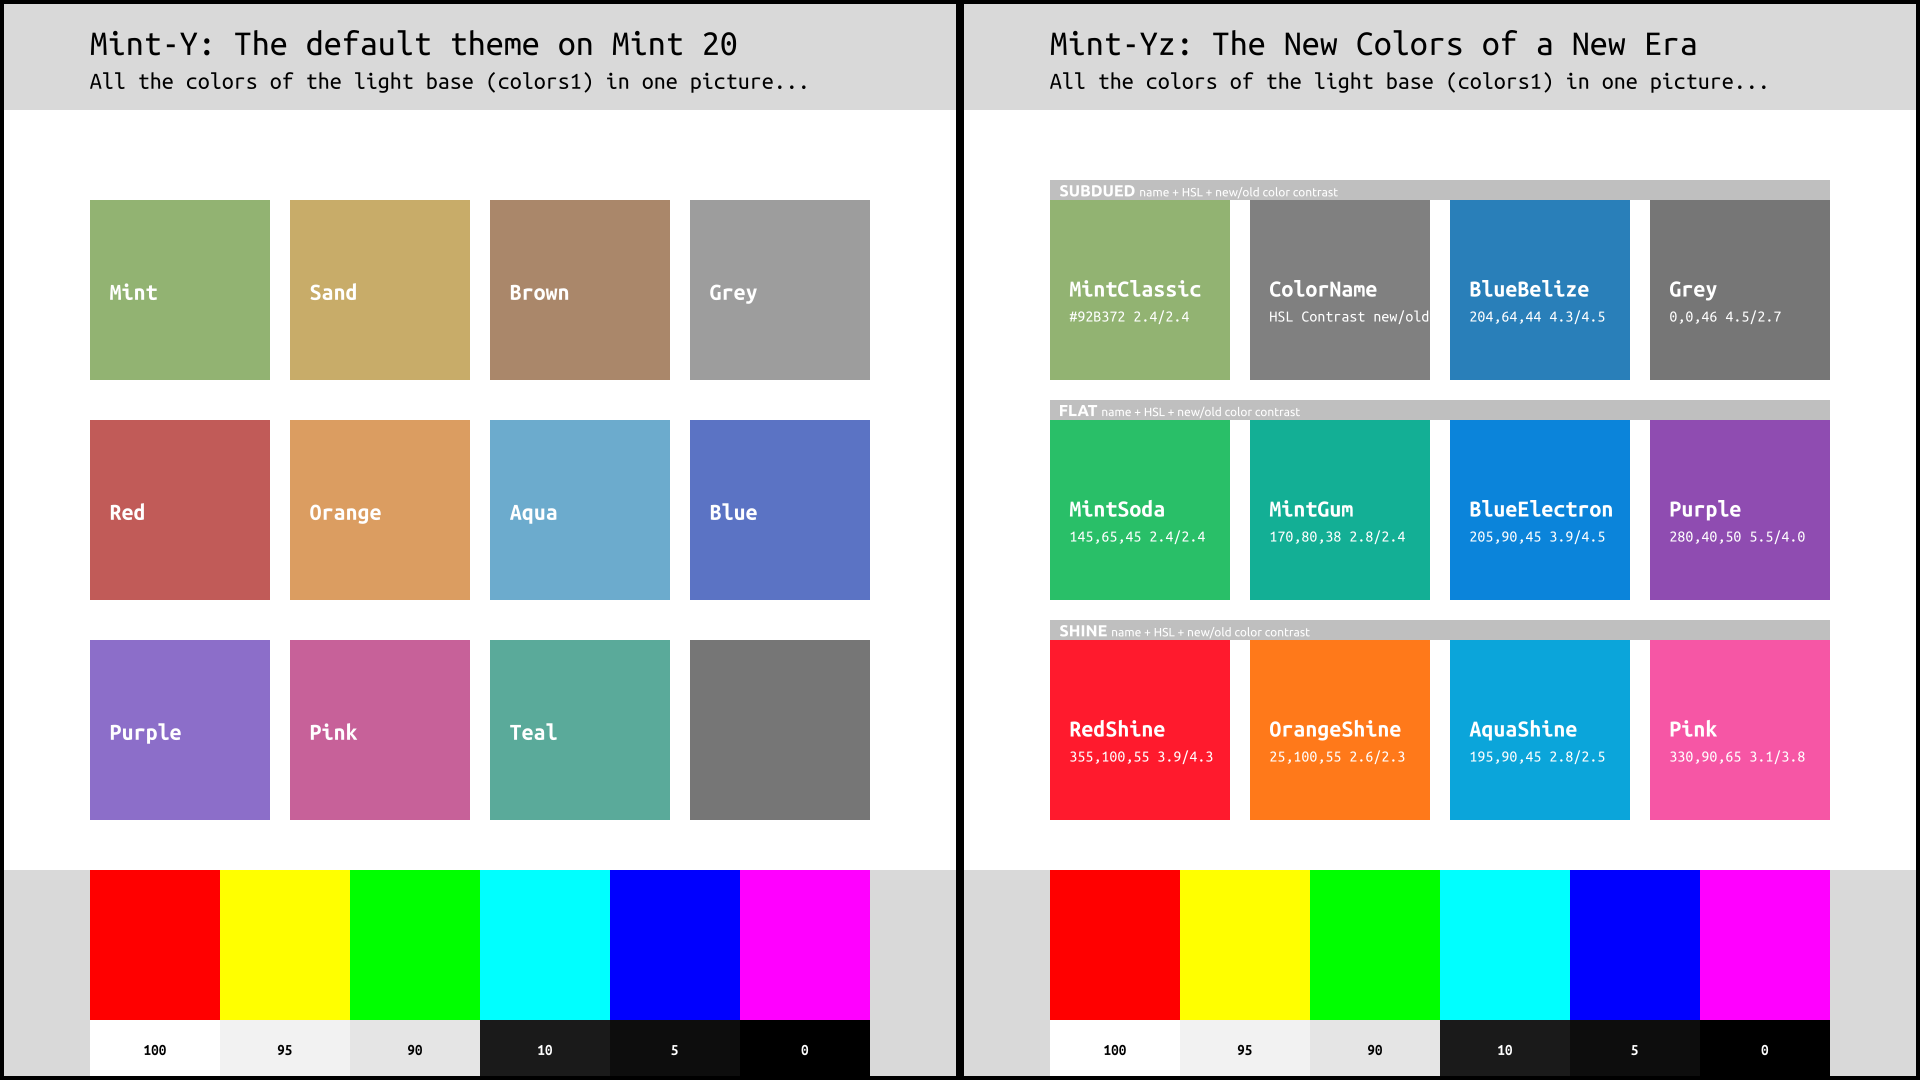 Mint-Y: The default theme on Mint 20
All the colors of the light base (colors1) in one picture...
Mint
Sand
Brown
Grey
Red
Orange
Aqua
Blue
Purple
Pink
Teal
100
95
90
10
5
0
Mint-Yz: The New Colors of a New Era
All the colors of the light base (colors1) in one picture...
SUBDUED name + HSL + new/old color contrast
MintClassic
#92B372 2.4/2.4
ColorName
HSL Contrast new/old
BlueBelize
204,64,44 4.3/4.5
Grey
0,0,46 4.5/2.7
FLAT name + HSL + new/old color contrast
MintSoda
145,65,45 2.4/2.4
MintGum
170,80,38 2.8/2.4
BlueElectron
205,90,45 3.9/4.5
Purple
280,40,50 5.5/4.0
SHINE name + HSL + new/old color contrast
RedShine
355,100,55 3.9/4.3
OrangeShine
25,100,55 2.6/2.3
AquaShine
195,90,45 2.8/2.5
Pink
330,90,65 3.1/3.8
100
95
90
10
5
0